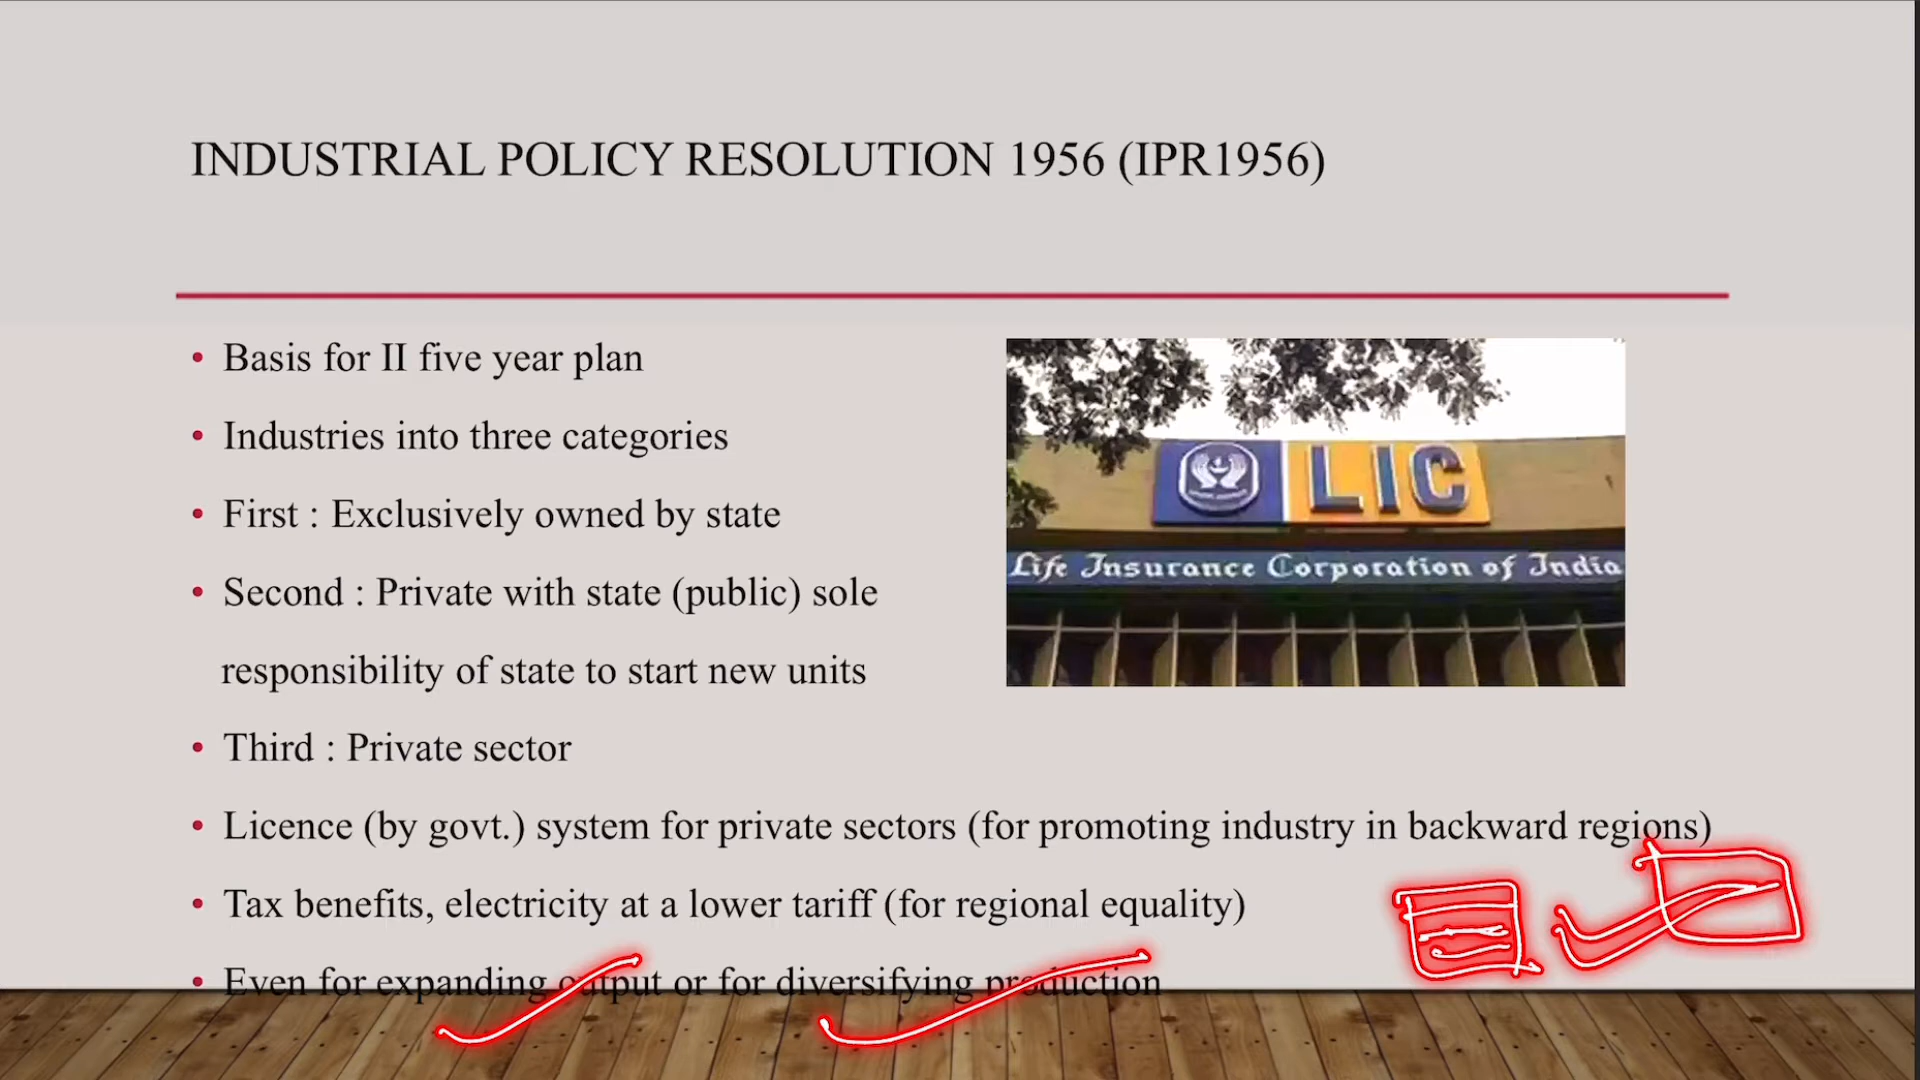 INDUSTRIAL POLICY RESOLUTION 1956 (IPR1956)
• Basis for II five year plan
• Industries into three categories
• First : Exclusively owned by state
• Second : Private with state (public) sole
responsibility of state to start new units
• Third : Private sector
• Licence (by govt.) system for private sectors (for promoting industry in backward regions)
• Tax benefits, electricity at a lower tariff (for regional equality)
• Even for expanding output or for diversifying production
LIC
Life Insurance Corporation of India